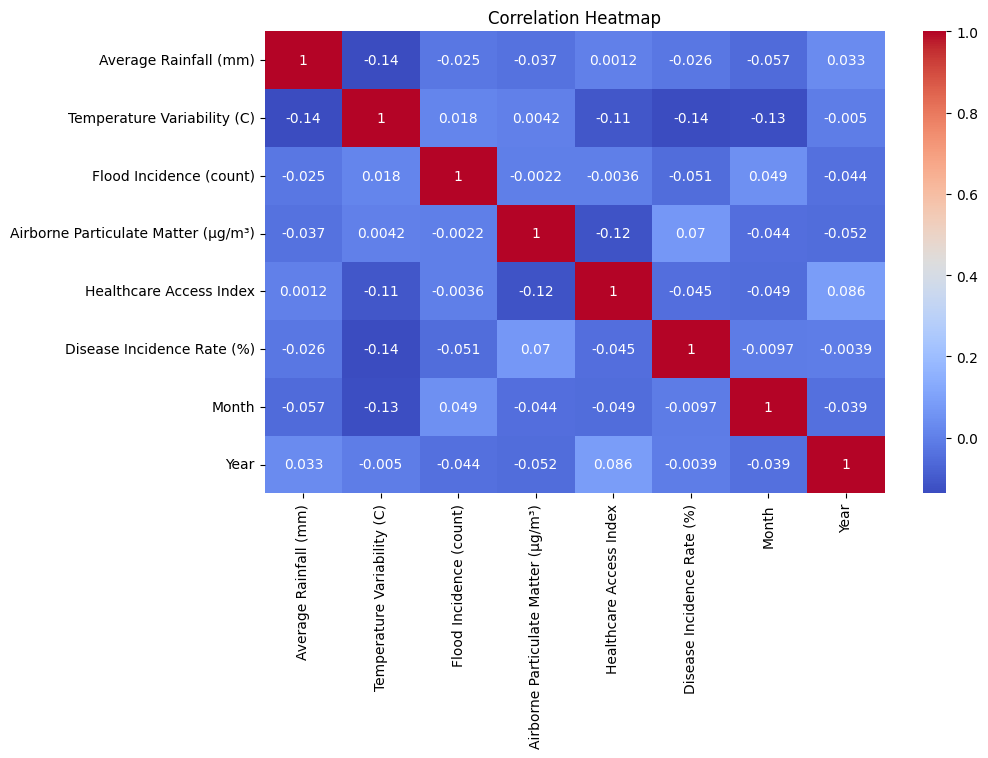 Correlation Heatmap
Average Rainfall (mm) 1 -0.14 -0.025 -0.037 0.0012 -0.026 -0.057 0.033
Temperature Variability (C) -0.14 1 0.018 0.0042 -0.11 -0.14 -0.13 -0.005
Flood Incidence (count) -0.025 0.018 1 -0.0022 -0.0036 -0.051 0.049 -0.044
Airborne Particulate Matter (µg/m³) -0.037 0.0042 -0.0022 1 -0.12 0.07 -0.044 -0.052
Healthcare Access Index 0.0012 -0.11 -0.0036 -0.12 1 -0.045 -0.049 0.086
Disease Incidence Rate (%) -0.026 -0.14 -0.051 0.07 -0.045 1 -0.0097 -0.0039
Month -0.057 -0.13 0.049 -0.044 -0.049 -0.0097 1 -0.039
Year 0.033 -0.005 -0.044 -0.052 0.086 -0.0039 -0.039 1
Average Rainfall (mm)
Temperature Variability (C)
Flood Incidence (count)
Airborne Particulate Matter (µg/m³)
Healthcare Access Index
Disease Incidence Rate (%)
Month
Year
1.0
0.8
0.6
0.4
0.2
0.0